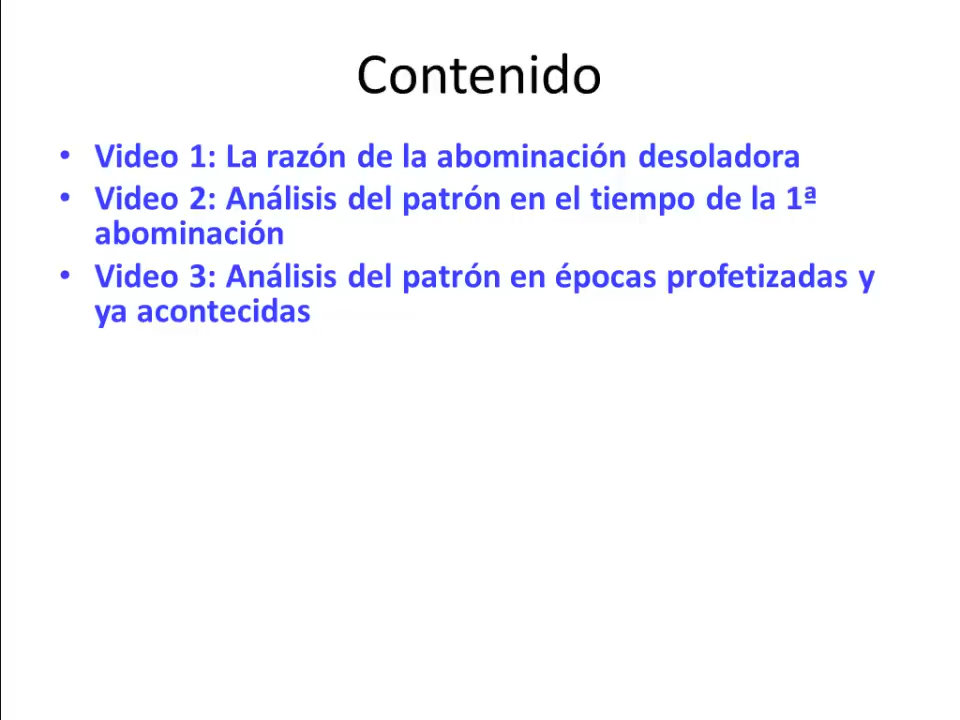 Contenido
• Video 1: La razón de la abominación desoladora
• Video 2: Análisis del patrón en el tiempo de la 1ª
abominación
• Video 3: Análisis del patrón en épocas profetizadas y
ya acontecidas